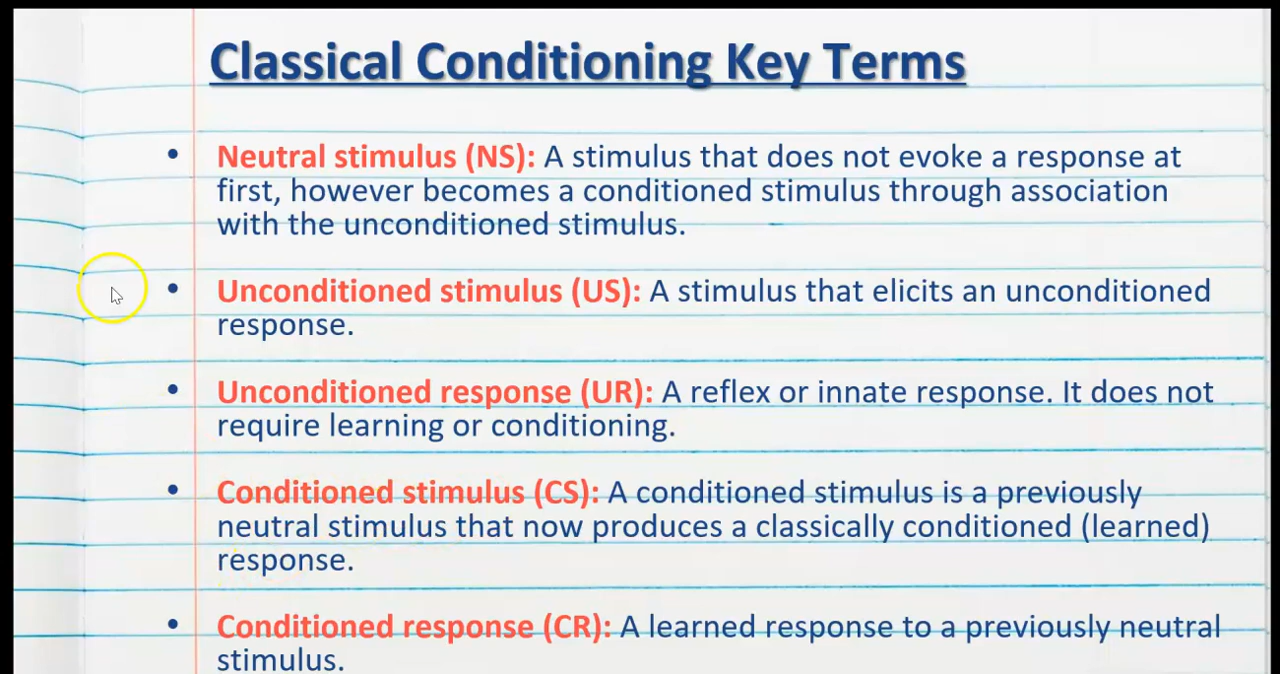 Classical Conditioning Key Terms
• Neutral stimulus (NS): A stimulus that does not evoke a response at
first, however becomes a conditioned stimulus through association
with the unconditioned stimulus.
• Unconditioned stimulus (US): A stimulus that elicits an unconditioned
response.
• Unconditioned response (UR): A reflex or innate response. It does not
require learning or conditioning.
• Conditioned stimulus (CS): A conditioned stimulus is a previously
neutral stimulus that now produces a classically conditioned (learned)
response.
• Conditioned response (CR): A learned response to a previously neutral
stimulus.